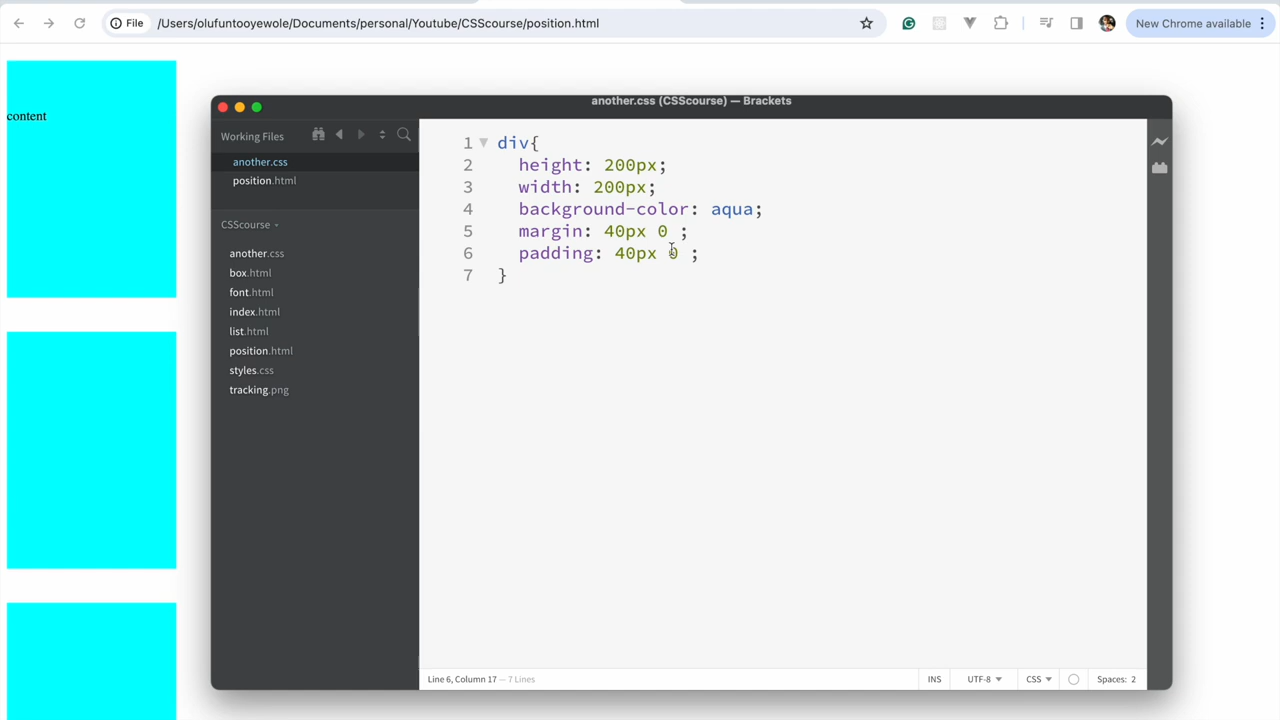 File
/Users/olufuntooyewole/Documents/personal/Youtube/CSScourse/position.html
New Chrome available
content
another.css (CSScourse) — Brackets
Working Files
another.css
position.html
CSScourse
another.css
box.html
font.html
index.html
list.html
position.html
styles.css
tracking.png
1 div{
2 height: 200px;
3 width: 200px;
4 background-color: aqua;
5 margin: 40px 0 ;
6 padding: 40px 0 ;
7 }
Line 6, Column 17 — 7 Lines
INS
UTF-8
CSS
Spaces: 2